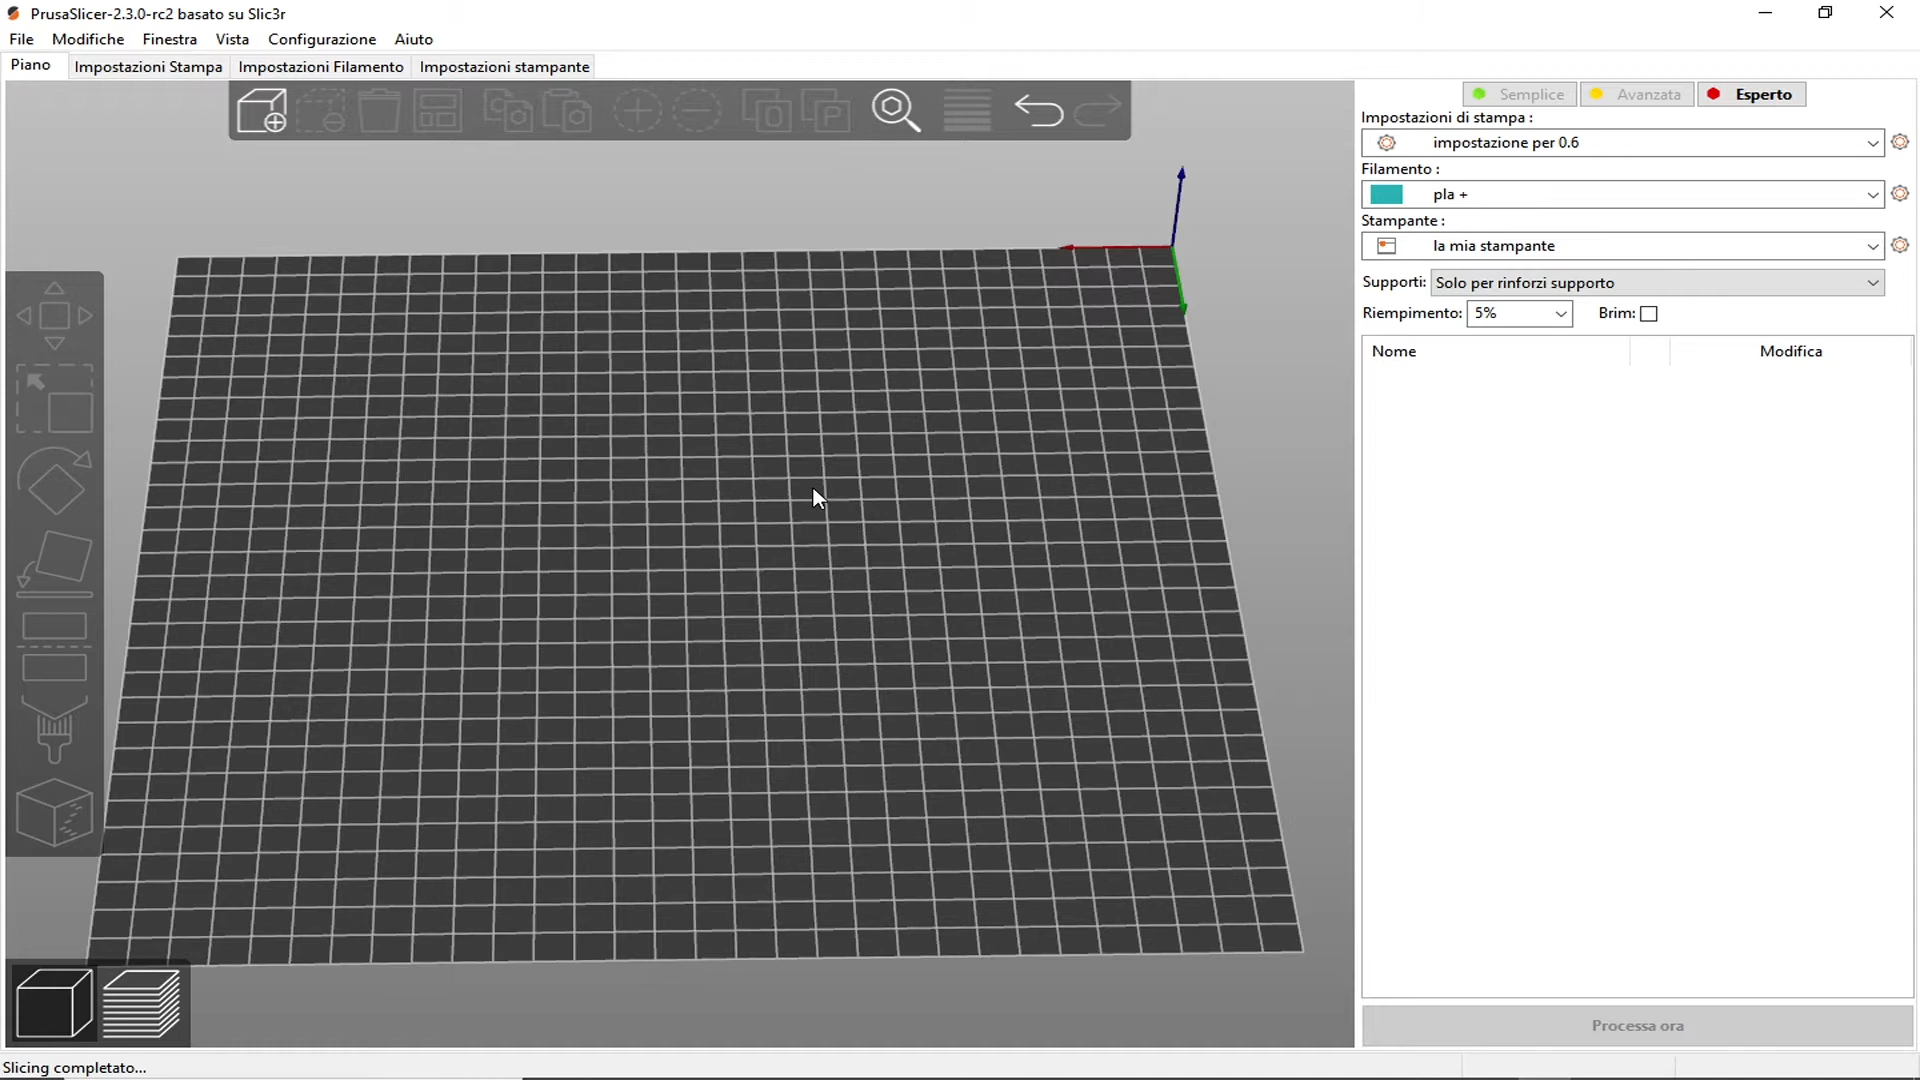 PrusaSlicer-2.3.0-rc2 basato su Slic3r
File Modifiche Finestra Vista Configurazione Aiuto
Piano Impostazioni Stampa Impostazioni Filamento Impostazioni stampante
Semplice Avanzata Esperto
Impostazioni di stampa :
impostazione per 0.6
Filamento :
pla +
Stampante :
la mia stampante
Supporti: Solo per rinforzi supporto
Riempimento: 5% Brim:
Nome Modifica
Processa ora
Slicing completato...